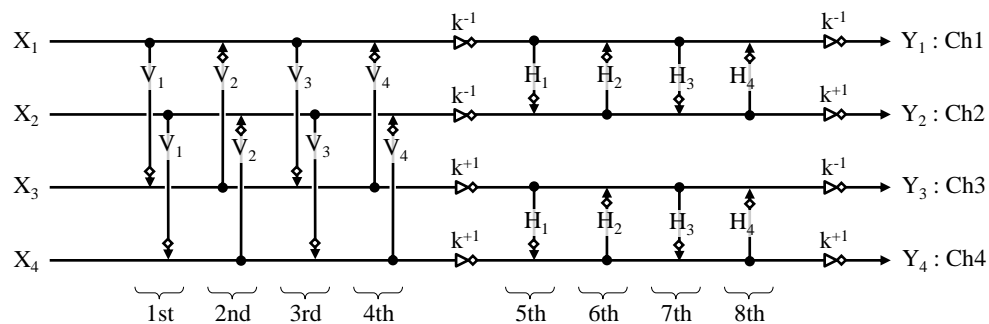 k⁻¹ k⁻¹
X₁ Y₁ : Ch1
V₁ V₂ V₃ V₄ H₁ H₂ H₃ H₄
k⁻¹ k⁺¹
X₂ Y₂ : Ch2
V₁ V₂ V₃ V₄
k⁺¹ k⁻¹
X₃ Y₃ : Ch3
H₁ H₂ H₃ H₄
k⁺¹ k⁺¹
X₄ Y₄ : Ch4
1st 2nd 3rd 4th 5th 6th 7th 8th